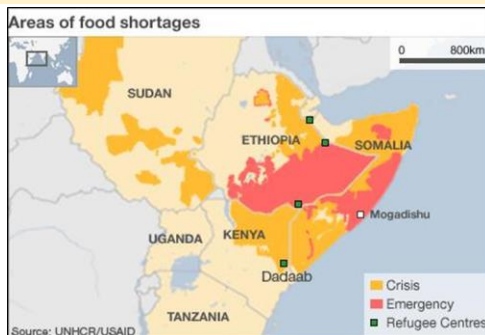 Areas of food shortages
0 800km
SUDAN
ETHIOPIA
SOMALIA
Mogadishu
UGANDA
KENYA
Dadaab
TANZANIA
Crisis
Emergency
Refugee Centres
Source: UNHCR/USAID